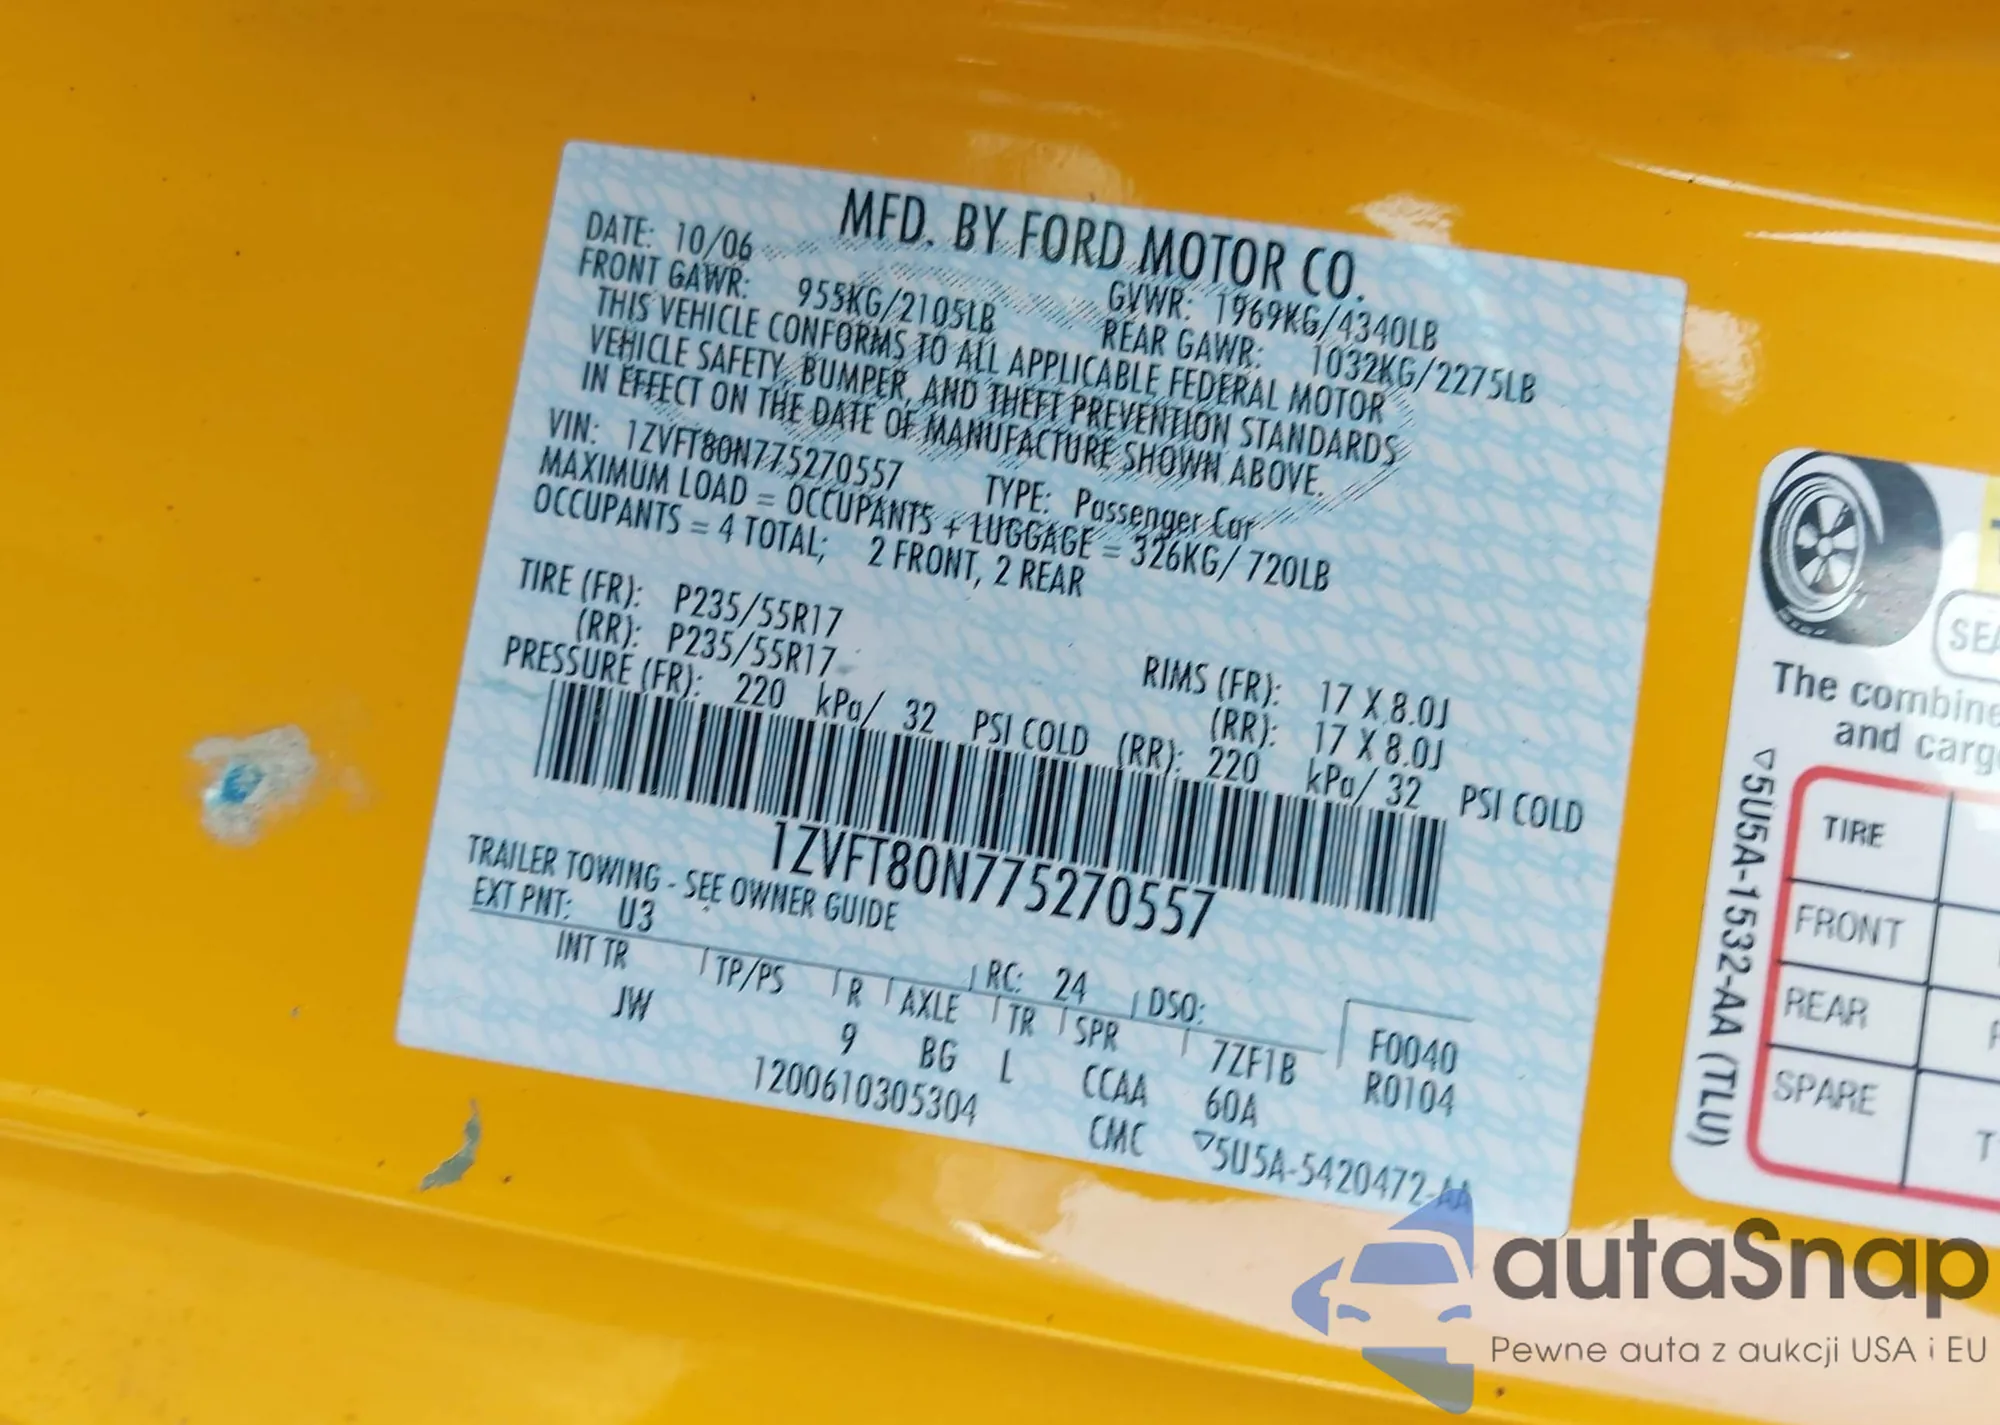 MFD. BY FORD MOTOR CO.
DATE: 10/06 GVWR: 1969KG/4340LB
FRONT GAWR: 955KG/2105LB REAR GAWR: 1032KG/2275LB
THIS VEHICLE CONFORMS TO ALL APPLICABLE FEDERAL MOTOR
VEHICLE SAFETY, BUMPER, AND THEFT PREVENTION STANDARDS
IN EFFECT ON THE DATE OF MANUFACTURE SHOWN ABOVE.
VIN: 1ZVFT80N775270557 TYPE: Passenger Car
MAXIMUM LOAD = OCCUPANTS + LUGGAGE = 326KG/ 720LB
OCCUPANTS = 4 TOTAL; 2 FRONT, 2 REAR
TIRE (FR): P235/55R17 RIMS (FR): 17 X 8.0J
(RR): P235/55R17 (RR): 17 X 8.0J
PRESSURE (FR): 220 kPa/ 32 PSI COLD (RR): 220 kPa/ 32 PSI COLD
1ZVFT80N775270557
TRAILER TOWING - SEE OWNER GUIDE
EXT PNT: U3 RC: 24 DSO: F0040
INT TR TP/PS R AXLE TR SPR 7ZF1B R0104
JW 9 BG L CCAA 60A
1200610305304 CMC ▽5U5A-5420472-AA
SEA
The combine
and carg
TIRE
FRONT
REAR
SPARE
▽5U5A-1532-AA (TLU)
autaSnap
Pewne auta z aukcji USA i EU